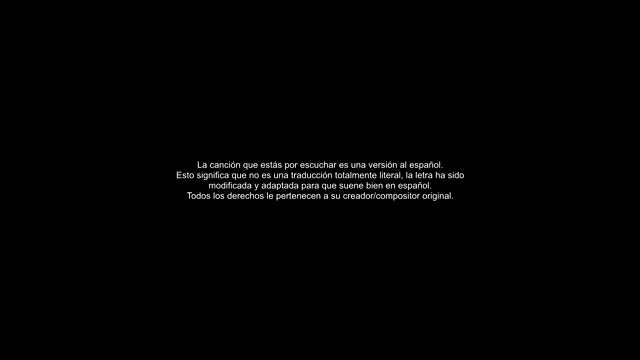 La canción que estás por escuchar es una versión al español.
Esto significa que no es una traducción totalmente literal, la letra ha sido
modificada y adaptada para que suene bien en español.
Todos los derechos le pertenecen a su creador/compositor original.